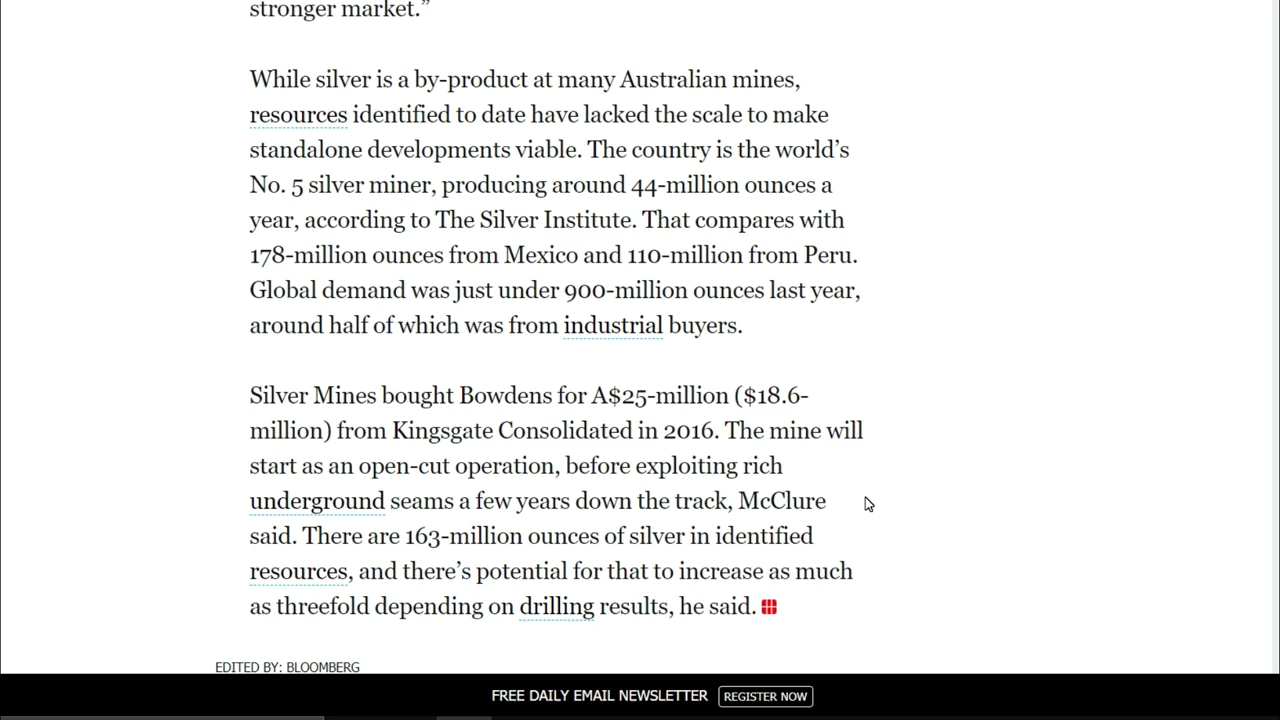 stronger market.”
While silver is a by-product at many Australian mines,
resources identified to date have lacked the scale to make
standalone developments viable. The country is the world’s
No. 5 silver miner, producing around 44-million ounces a
year, according to The Silver Institute. That compares with
178-million ounces from Mexico and 110-million from Peru.
Global demand was just under 900-million ounces last year,
around half of which was from industrial buyers.
Silver Mines bought Bowdens for A$25-million ($18.6-
million) from Kingsgate Consolidated in 2016. The mine will
start as an open-cut operation, before exploiting rich
underground seams a few years down the track, McClure
said. There are 163-million ounces of silver in identified
resources, and there’s potential for that to increase as much
as threefold depending on drilling results, he said.
EDITED BY: BLOOMBERG
FREE DAILY EMAIL NEWSLETTER REGISTER NOW